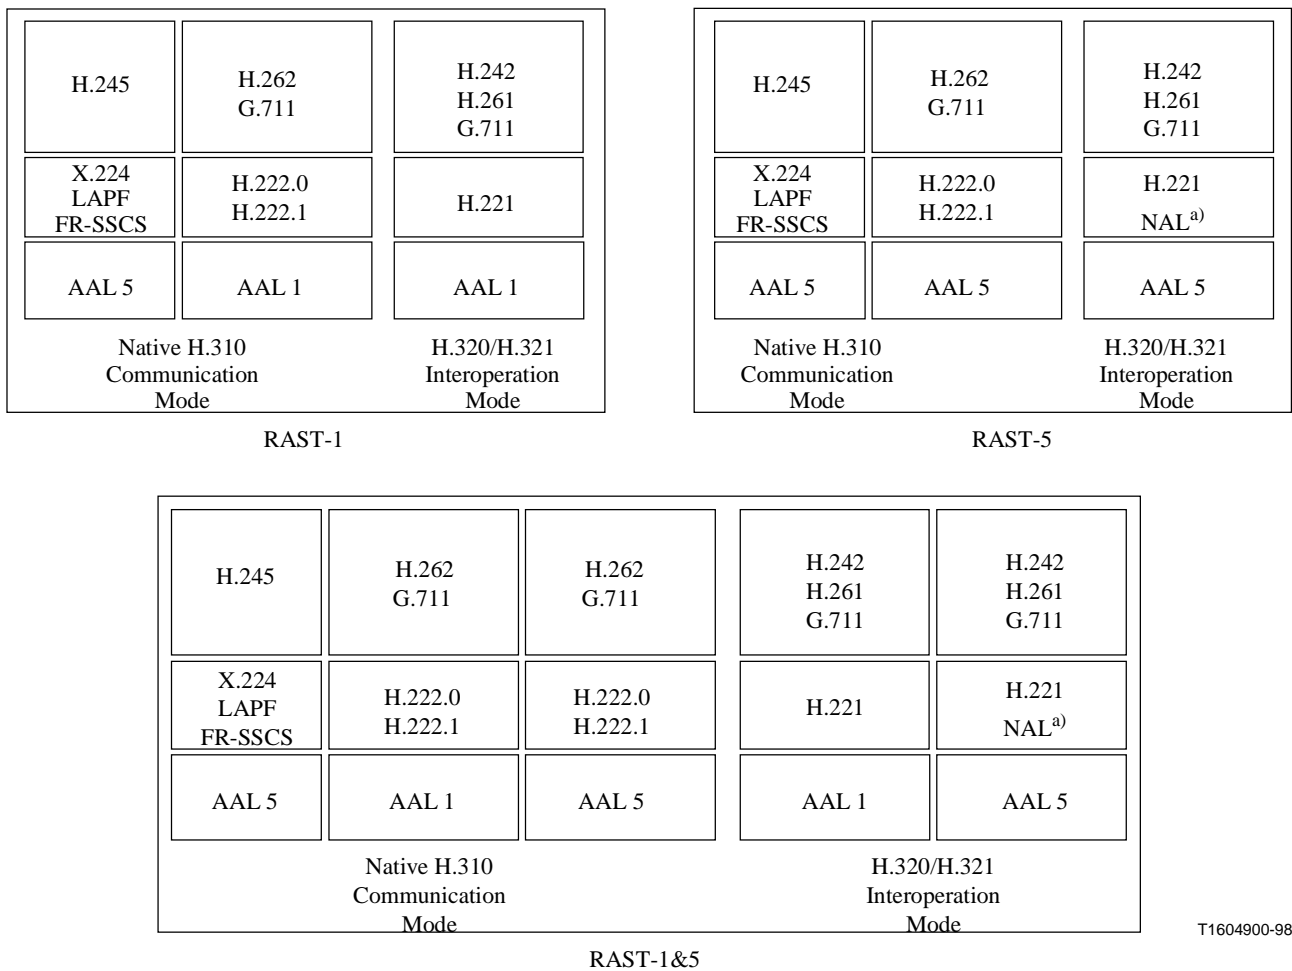 H.245
H.262
G.711
H.242
H.261
G.711
X.224
LAPF
FR-SSCS
H.222.0
H.222.1
H.221
AAL 5
AAL 1
AAL 1
Native H.310
Communication
Mode
H.320/H.321
Interoperation
Mode
RAST-1
H.245
H.262
G.711
H.242
H.261
G.711
X.224
LAPF
FR-SSCS
H.222.0
H.222.1
H.221
NALa)
AAL 5
AAL 5
AAL 5
Native H.310
Communication
Mode
H.320/H.321
Interoperation
Mode
RAST-5
H.245
H.262
G.711
H.262
G.711
H.242
H.261
G.711
H.242
H.261
G.711
X.224
LAPF
FR-SSCS
H.222.0
H.222.1
H.222.0
H.222.1
H.221
H.221
NALa)
AAL 5
AAL 1
AAL 5
AAL 1
AAL 5
Native H.310
Communication
Mode
H.320/H.321
Interoperation
Mode
T1604900-98
RAST-1&5